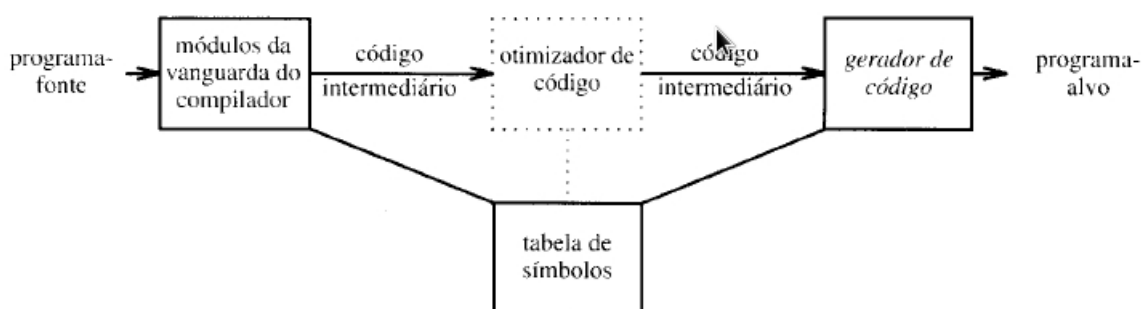 programa-
fonte
módulos da
vanguarda do
compilador
código
intermediário
otimizador de
código
código
intermediário
gerador de
código
programa-
alvo
tabela de
símbolos